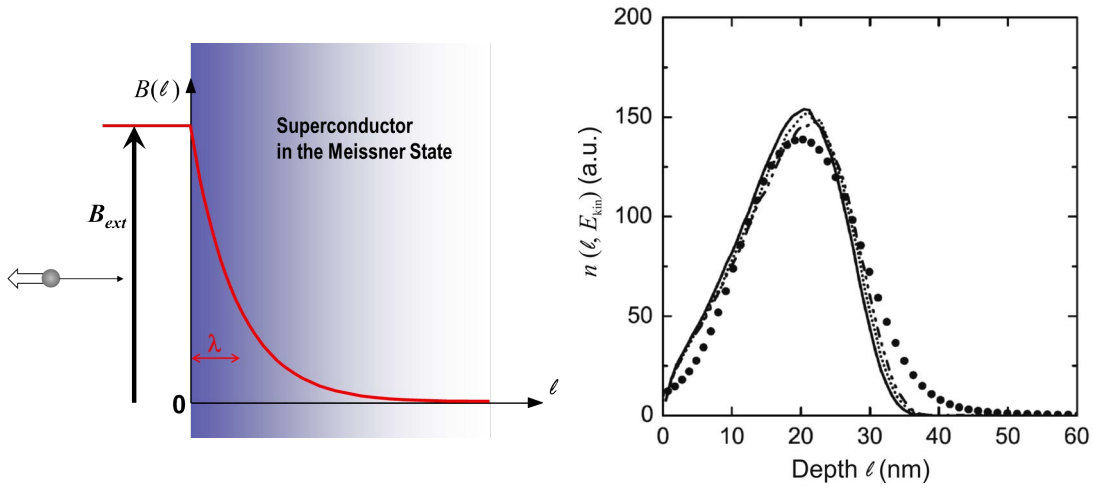 B(ℓ)
Superconductor
in the Meissner State
B_ext
λ
0
ℓ
200
150
100
50
0
n (ℓ, E_kin) (a.u.)
0 10 20 30 40 50 60
Depth ℓ (nm)